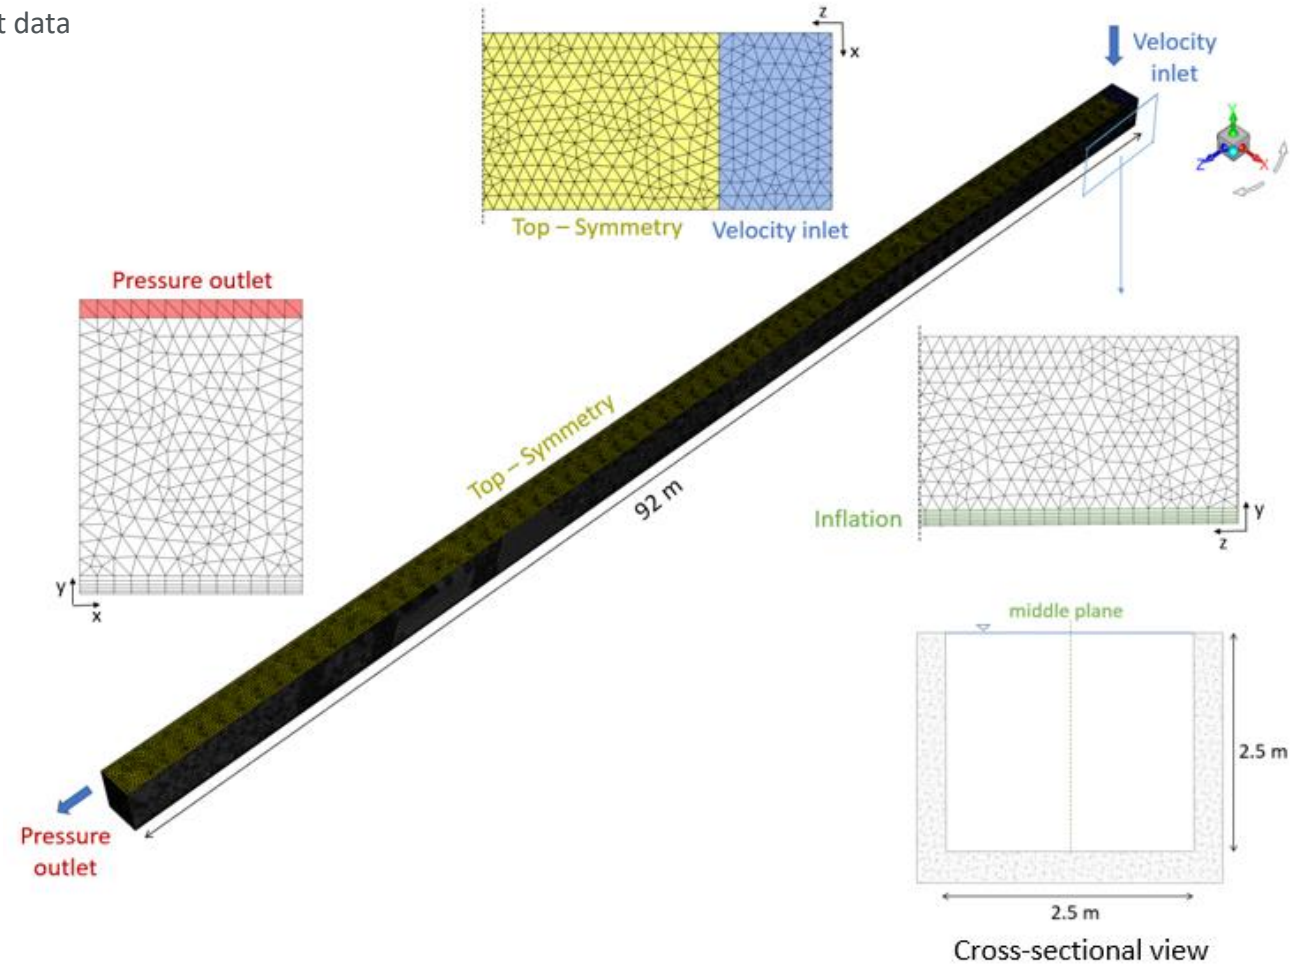 t data
z
x
Velocity
inlet
Y
Z
X
Top – Symmetry
Velocity inlet
Pressure outlet
Top – Symmetry
92 m
Inflation
y
z
y
x
middle plane
2.5 m
2.5 m
Pressure
outlet
Cross-sectional view